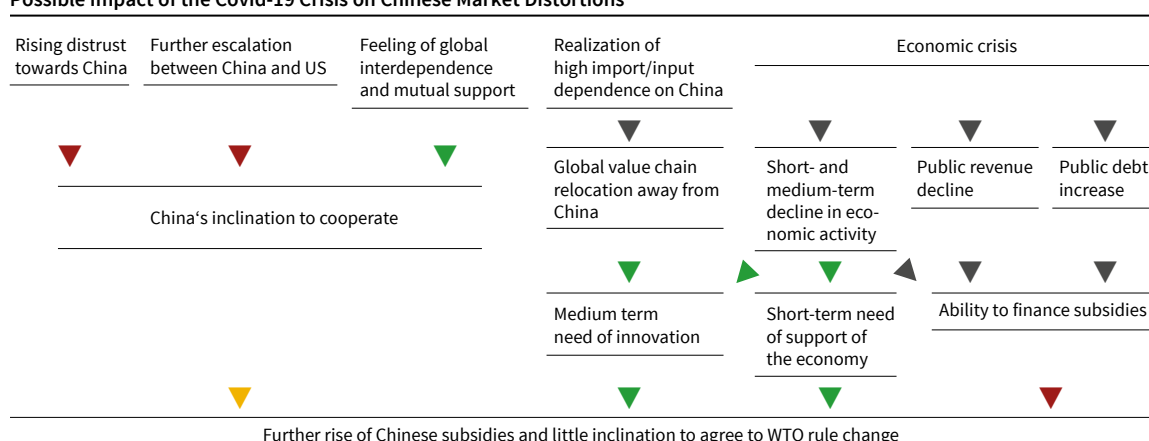 Possible Impact of the Covid-19 Crisis on Chinese Market Distortions
Rising distrust
towards China
Further escalation
between China and US
Feeling of global
interdependence
and mutual support
Realization of
high import/input
dependence on China
Economic crisis
Global value chain
relocation away from
China
Short- and
medium-term
decline in eco-
nomic activity
Public revenue
decline
Public debt
increase
China‘s inclination to cooperate
Medium term
need of innovation
Short-term need
of support of
the economy
Ability to finance subsidies
Further rise of Chinese subsidies and little inclination to agree to WTO rule change